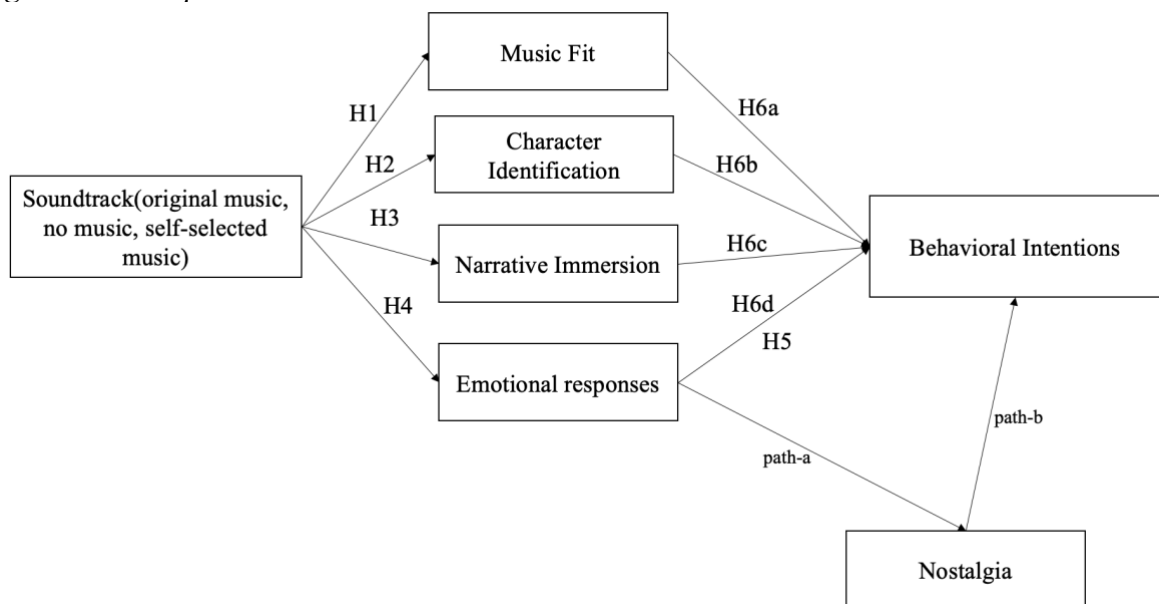 Music Fit
H1
H6a
Character
Identification
H2
H6b
Soundtrack(original music,
no music, self-selected
music)
H3
Narrative Immersion
H6c
Behavioral Intentions
H4
H6d
H5
Emotional responses
path-a
path-b
Nostalgia